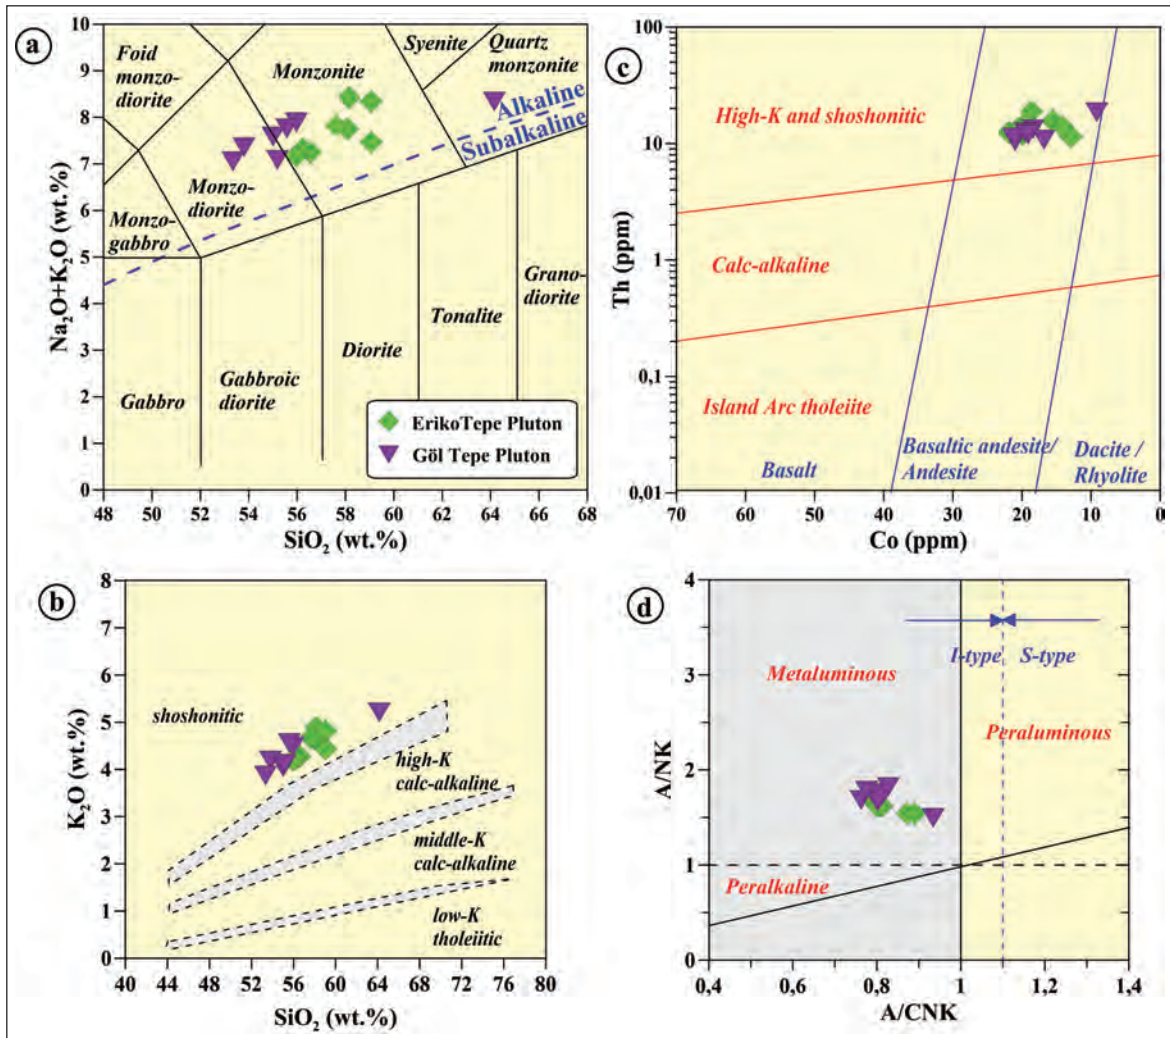 a
10
9
8
7
6
5
4
3
2
1
0
48
50
52
54
56
58
60
62
64
66
68
Na₂O+K₂O (wt.%)
SiO₂ (wt.%)
Foid
monzo-
diorite
Monzonite
Syenite
Quartz
monzonite
Alkaline
Subalkaline
Monzo-
diorite
Monzo-
gabbro
Grano-
diorite
Tonalite
Diorite
Gabbroic
diorite
Gabbro
ErikoTepe Pluton
Göl Tepe Pluton
c
100
10
1
0,1
0,01
70
60
50
40
30
20
10
0
Th (ppm)
Co (ppm)
High-K and shoshonitic
Calc-alkaline
Island Arc tholeiite
Basalt
Basaltic andesite/
Andesite
Dacite /
Rhyolite
b
8
7
6
5
4
3
2
1
0
40
44
48
52
56
60
64
68
72
76
80
K₂O (wt.%)
SiO₂ (wt.%)
shoshonitic
high-K
calc-alkaline
middle-K
calc-alkaline
low-K
tholeiitic
d
4
3
2
1
0
0,4
0,6
0,8
1
1,2
1,4
A/NK
A/CNK
I-type
S-type
Metaluminous
Peraluminous
Peralkaline